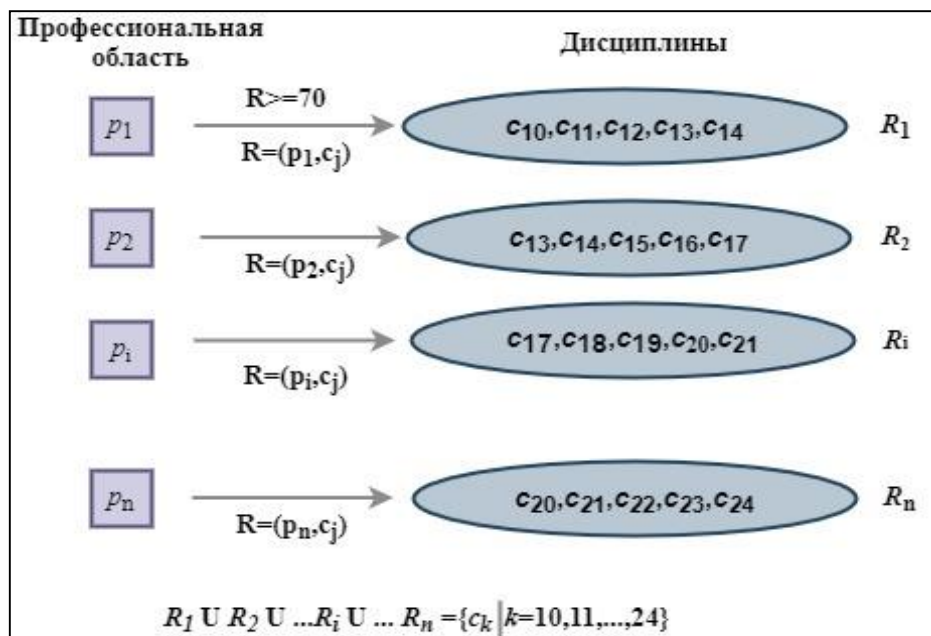 Профессиональная область
Дисциплины
p₁
R>=70
R=(p₁,cⱼ)
c₁₀,c₁₁,c₁₂,c₁₃,c₁₄
R₁
p₂
R=(p₂,cⱼ)
c₁₃,c₁₄,c₁₅,c₁₆,c₁₇
R₂
pᵢ
R=(pᵢ,cⱼ)
c₁₇,c₁₈,c₁₉,c₂₀,c₂₁
Rᵢ
pₙ
R=(pₙ,cⱼ)
c₂₀,c₂₁,c₂₂,c₂₃,c₂₄
Rₙ
R₁ U R₂ U ...Rᵢ U ... Rₙ ={cₖ|k=10,11,...,24}